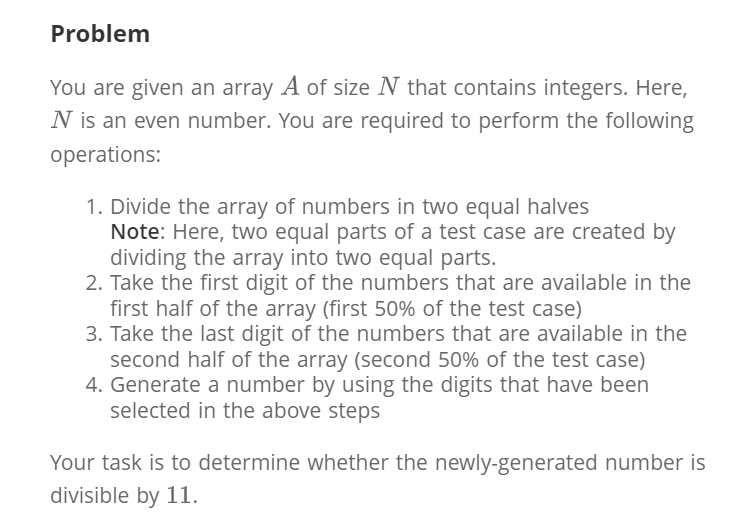 Problem
You are given an array A of size N that contains integers. Here,
N is an even number. You are required to perform the following
operations:
1. Divide the array of numbers in two equal halves
Note: Here, two equal parts of a test case are created by
dividing the array into two equal parts.
2. Take the first digit of the numbers that are available in the
first half of the array (first 50% of the test case)
3. Take the last digit of the numbers that are available in the
second half of the array (second 50% of the test case)
4. Generate a number by using the digits that have been
selected in the above steps
Your task is to determine whether the newly-generated number is
divisible by 11.